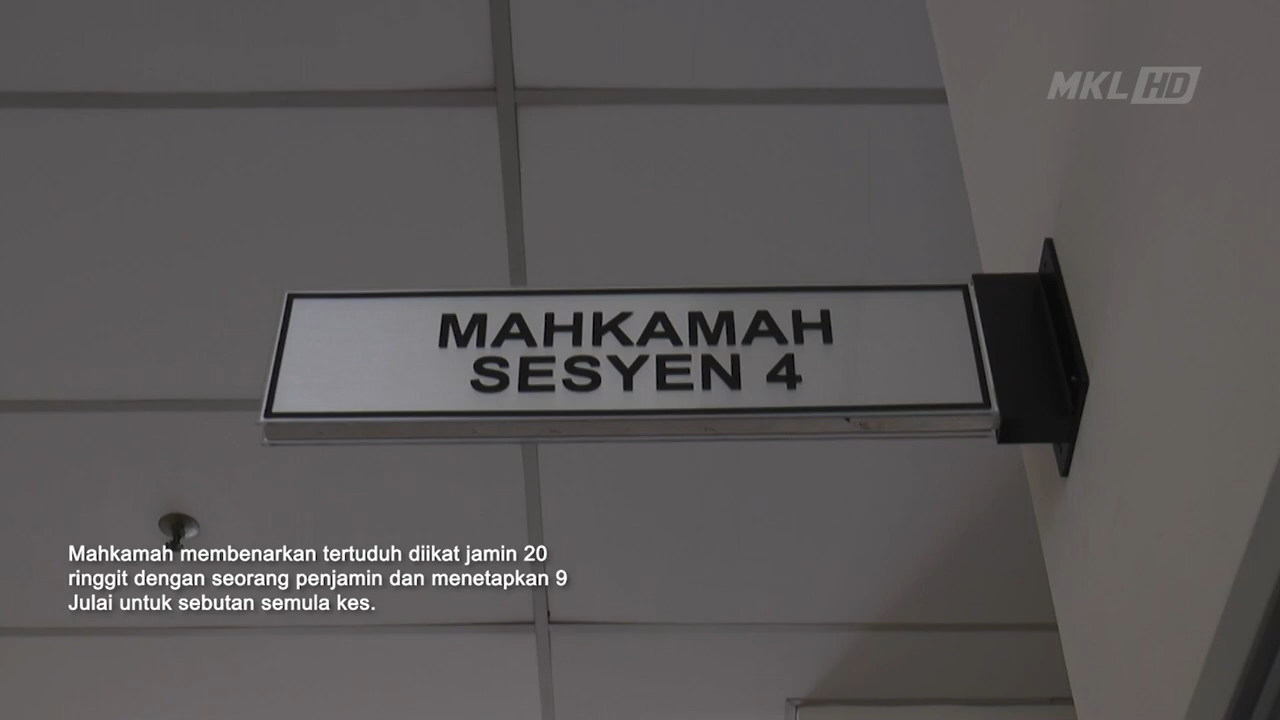 MKL HD
MAHKAMAH
SESYEN 4
Mahkamah membenarkan tertuduh diikat jamin 20
ringgit dengan seorang penjamin dan menetapkan 9
Julai untuk sebutan semula kes.